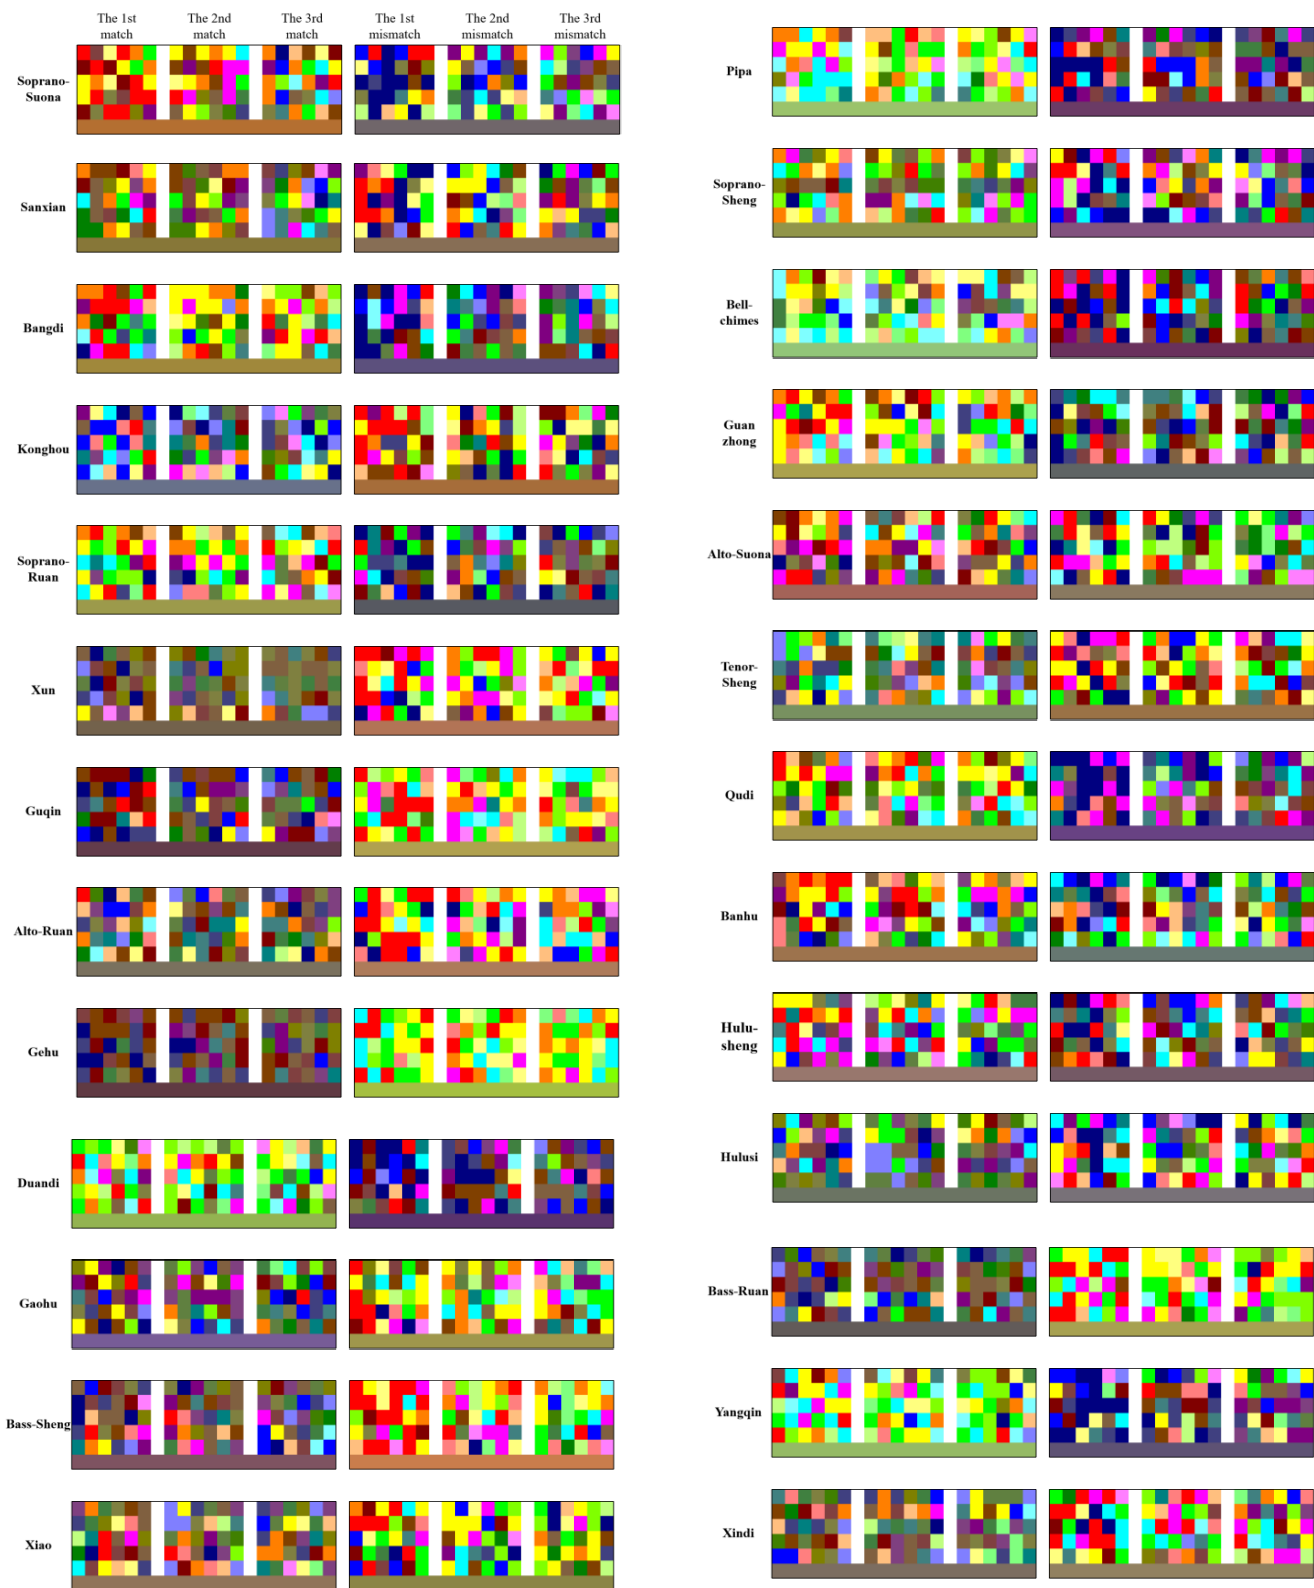 The 1st
match
The 2nd
match
The 3rd
match
The 1st
mismatch
The 2nd
mismatch
The 3rd
mismatch
Soprano-
Suona
Sanxian
Bangdi
Konghou
Soprano-
Ruan
Xun
Guqin
Alto-Ruan
Gehu
Duandi
Gaohu
Bass-Sheng
Xiao
Pipa
Soprano-
Sheng
Bell-
chimes
Guan
zhong
Alto-Suona
Tenor-
Sheng
Qudi
Banhu
Hulu-
sheng
Hulusi
Bass-Ruan
Yangqin
Xindi